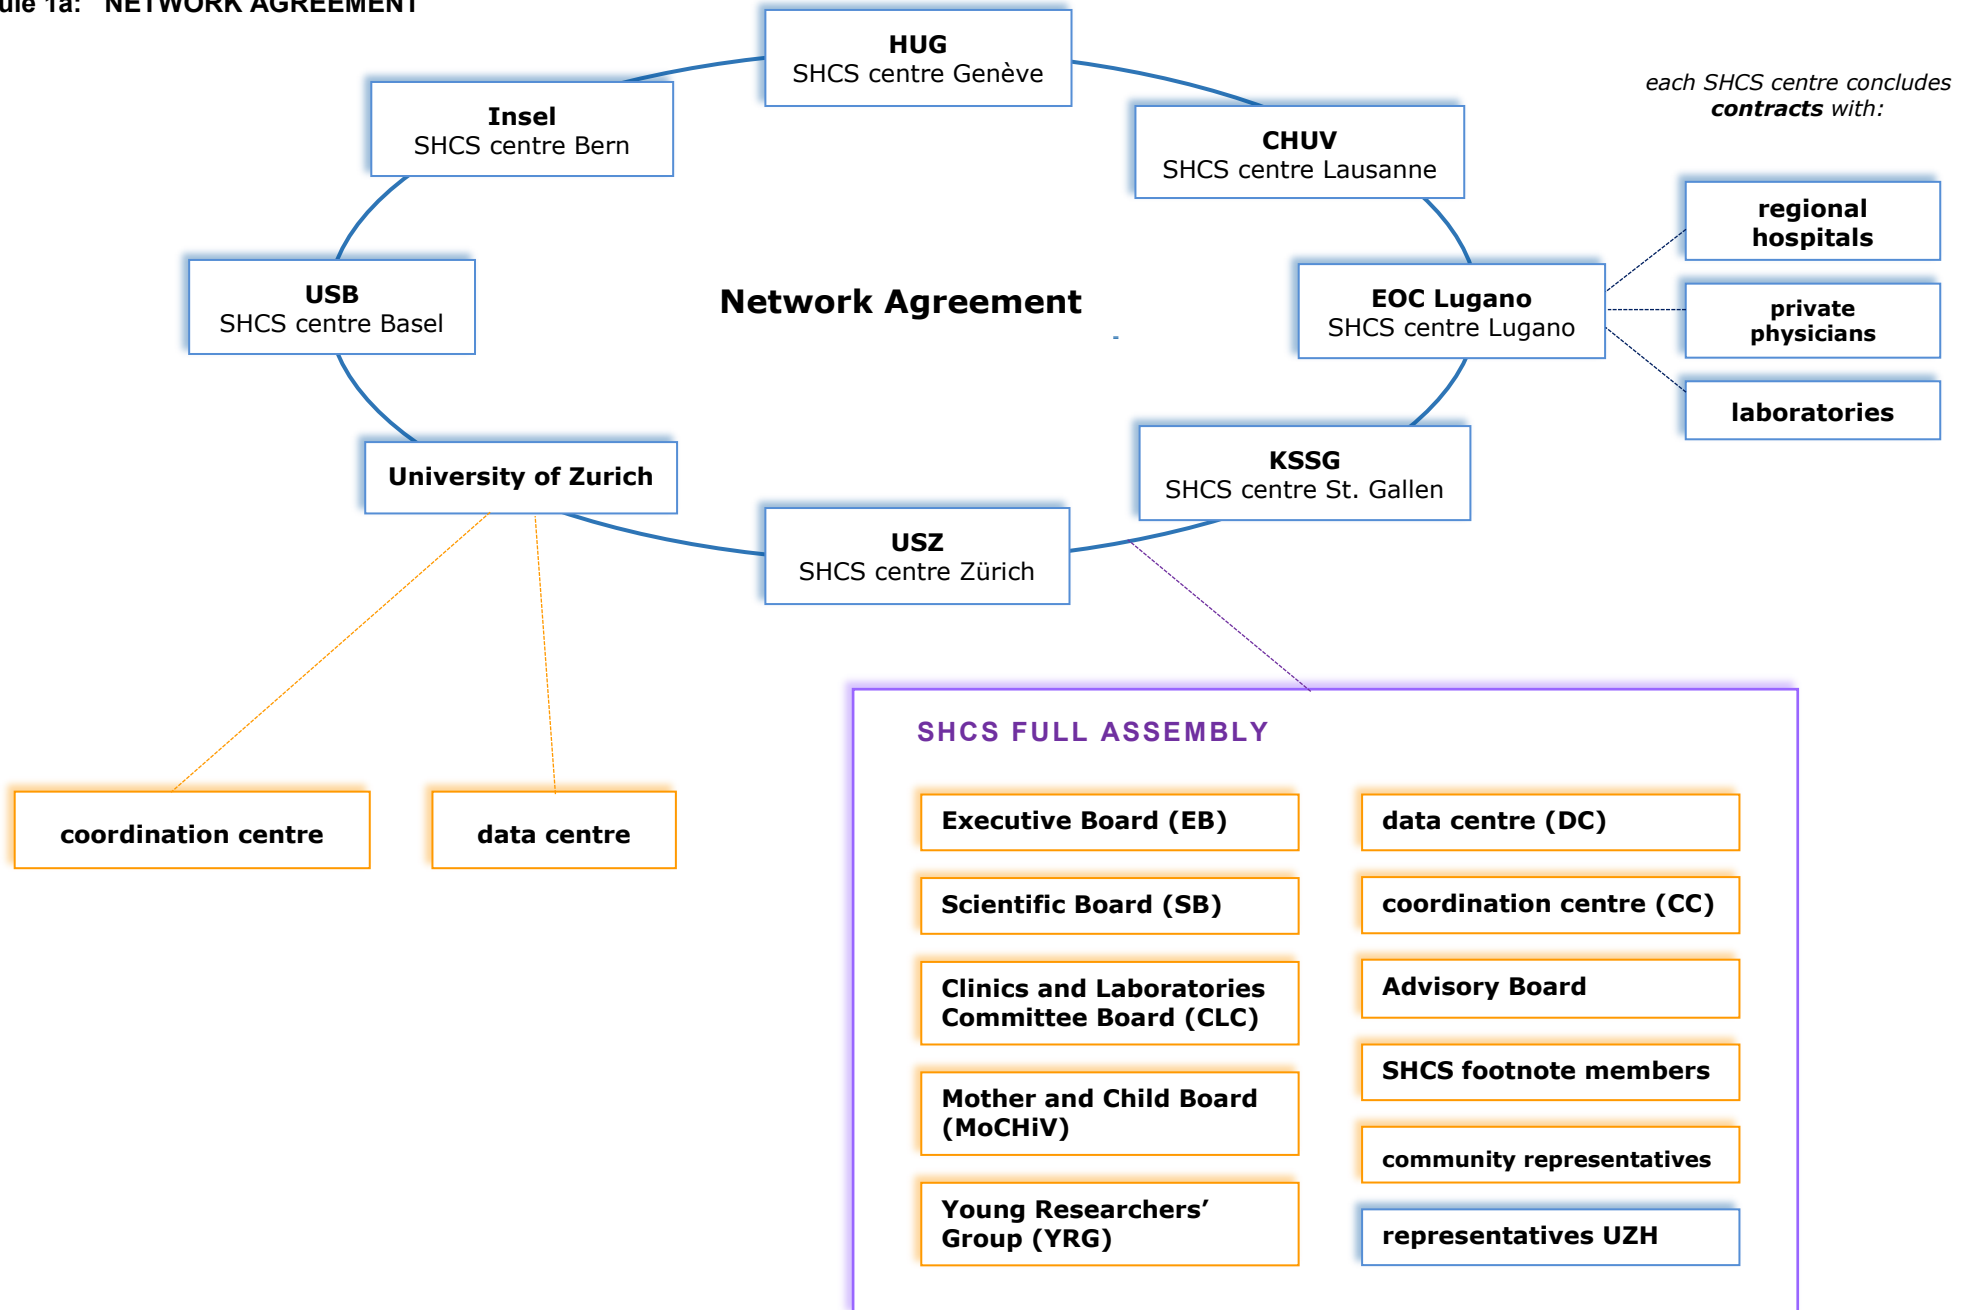 1a: NETWORK AGREEMENT
HUG
SHCS centre Genève
Insel
SHCS centre Bern
CHUV
SHCS centre Lausanne
each SHCS centre concludes
contracts with:
regional
hospitals
USB
SHCS centre Basel
Network Agreement
EOC Lugano
SHCS centre Lugano
private
physicians
laboratories
University of Zurich
KSSG
SHCS centre St. Gallen
USZ
SHCS centre Zürich
SHCS FULL ASSEMBLY
coordination centre
data centre
Executive Board (EB)
Scientific Board (SB)
Clinics and Laboratories
Committee Board (CLC)
Mother and Child Board
(MoCHiV)
Young Researchers’
Group (YRG)
data centre (DC)
coordination centre (CC)
Advisory Board
SHCS footnote members
community representatives
representatives UZH